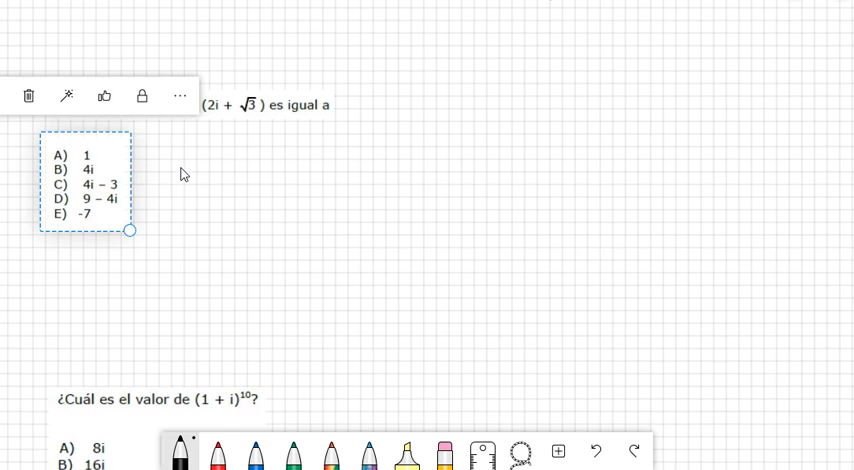 (2i + √3 ) es igual a
A) 1
B) 4i
C) 4i – 3
D) 9 – 4i
E) -7
¿Cuál es el valor de (1 + i)¹⁰?
A) 8i
B) 16i